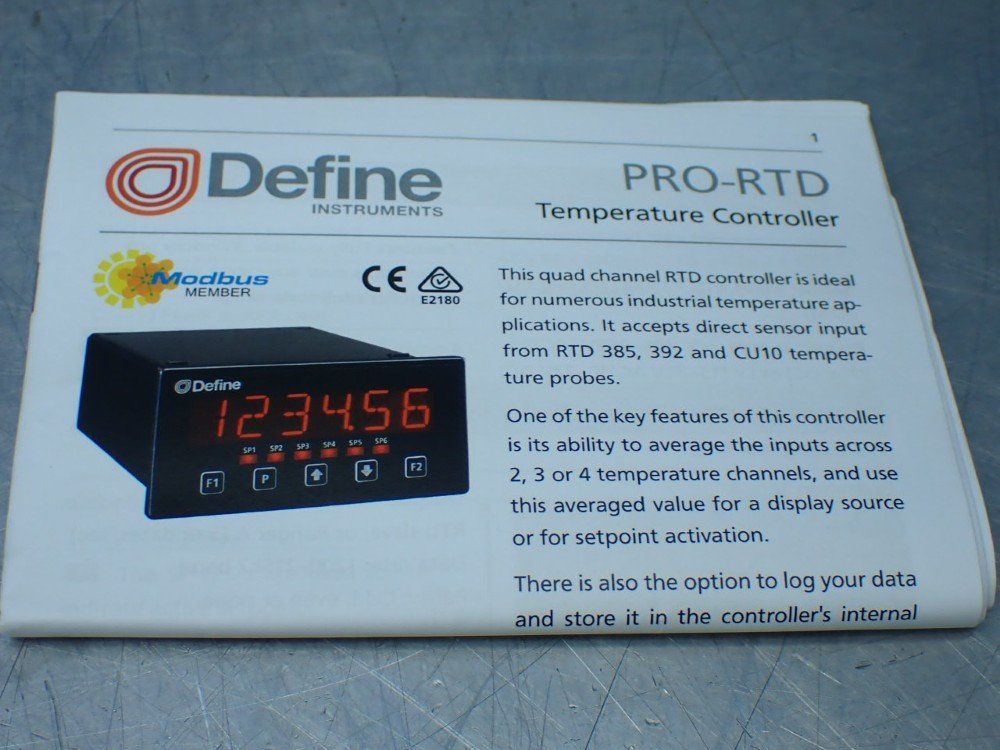 1
Define
INSTRUMENTS
PRO-RTD
Temperature Controller
Modbus
MEMBER
CE
E2180
Define
1234.56
SP1 SP2 SP3 SP4 SP5 SP6
F1 P F2
This quad channel RTD controller is ideal
for numerous industrial temperature ap-
plications. It accepts direct sensor input
from RTD 385, 392 and CU10 tempera-
ture probes.
One of the key features of this controller
is its ability to average the inputs across
2, 3 or 4 temperature channels, and use
this averaged value for a display source
or for setpoint activation.
There is also the option to log your data
and store it in the controller's internal